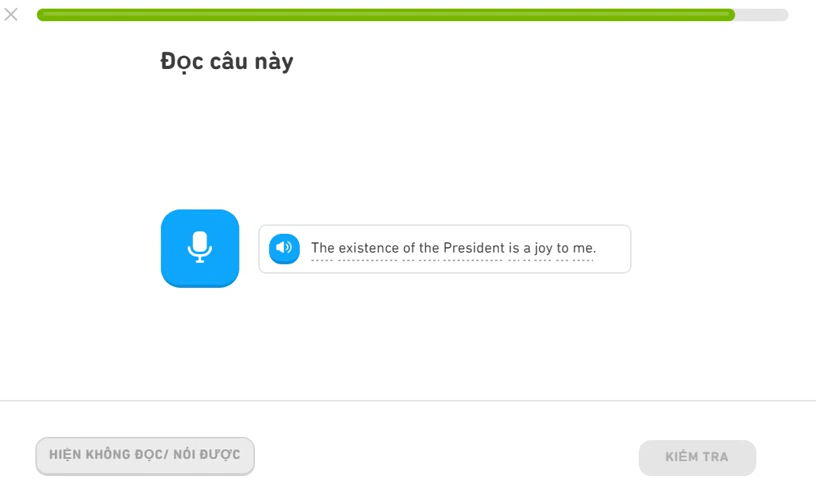 Đọc câu này
The existence of the President is a joy to me.
HIỆN KHÔNG ĐỌC/ NÓI ĐƯỢC
KIỂM TRA